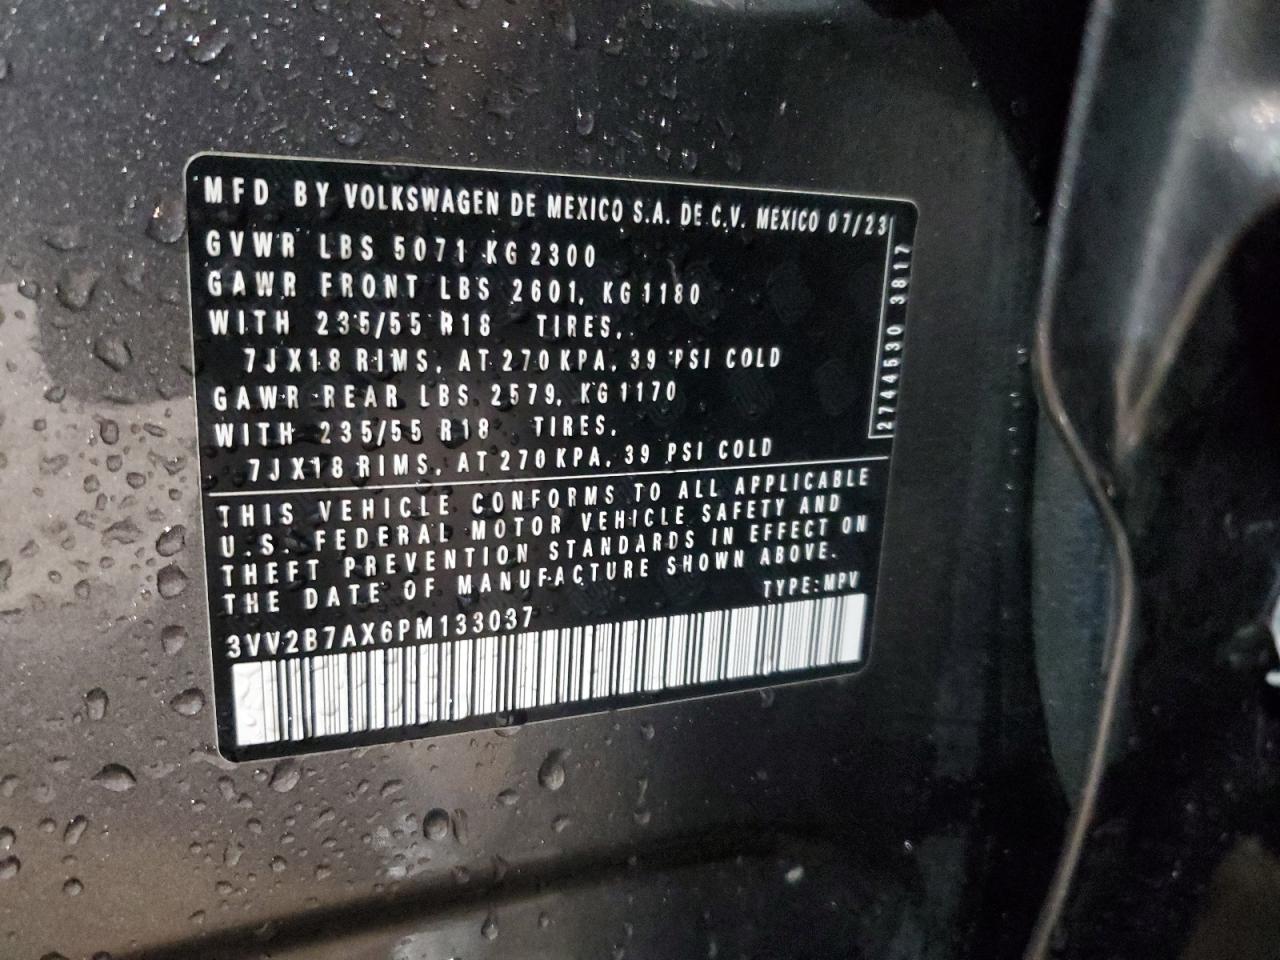 MFD BY VOLKSWAGEN DE MEXICO S.A. DE C.V. MEXICO 07/23
GVWR LBS 5071 KG 2300
GAWR FRONT LBS 2601, KG 1180
WITH 235/55 R18 TIRES,
7JX18 RIMS, AT 270 KPA, 39 PSI COLD
GAWR REAR LBS 2579, KG 1170
WITH 235/55 R18 TIRES,
7JX18 RIMS, AT 270 KPA, 39 PSI COLD
2744530 3817
THIS VEHICLE CONFORMS TO ALL APPLICABLE
U.S. FEDERAL MOTOR VEHICLE SAFETY AND
THEFT PREVENTION STANDARDS IN EFFECT ON
THE DATE OF MANUFACTURE SHOWN ABOVE.
TYPE: MPV
3VV2B7AX6PM133037